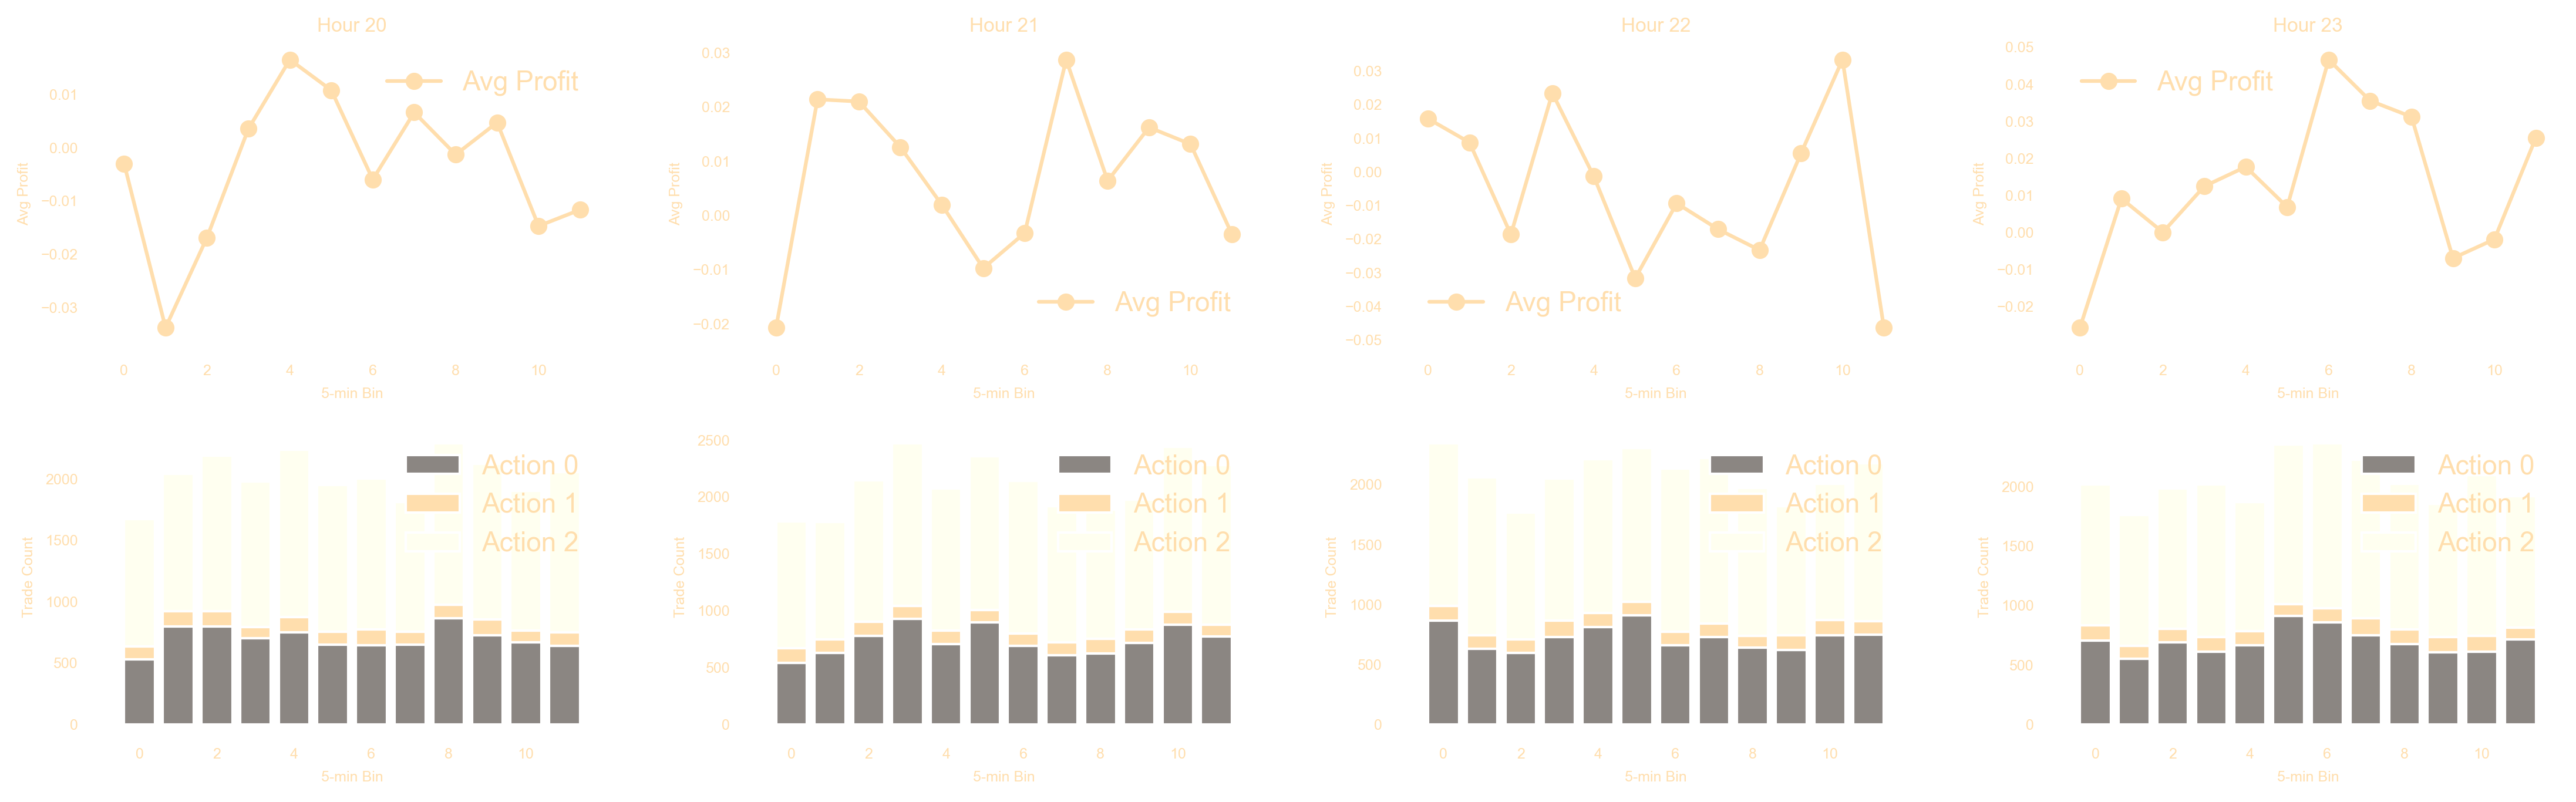 Hour 20
Avg Profit
0.01
0.00
−0.01
−0.02
−0.03
Avg Profit
0 2 4 6 8 10
5-min Bin
Hour 21
Avg Profit
0.03
0.02
0.01
0.00
−0.01
−0.02
Avg Profit
0 2 4 6 8 10
5-min Bin
Hour 22
Avg Profit
0.03
0.02
0.01
0.00
−0.01
−0.02
−0.03
−0.04
−0.05
Avg Profit
0 2 4 6 8 10
5-min Bin
Hour 23
Avg Profit
0.05
0.04
0.03
0.02
0.01
0.00
−0.01
−0.02
Avg Profit
0 2 4 6 8 10
5-min Bin
Trade Count
2000
1500
1000
500
0
Action 0
Action 1
Action 2
0 2 4 6 8 10
5-min Bin
Trade Count
2500
2000
1500
1000
500
0
Action 0
Action 1
Action 2
0 2 4 6 8 10
5-min Bin
Trade Count
2000
1500
1000
500
0
Action 0
Action 1
Action 2
0 2 4 6 8 10
5-min Bin
Trade Count
2000
1500
1000
500
0
Action 0
Action 1
Action 2
0 2 4 6 8 10
5-min Bin